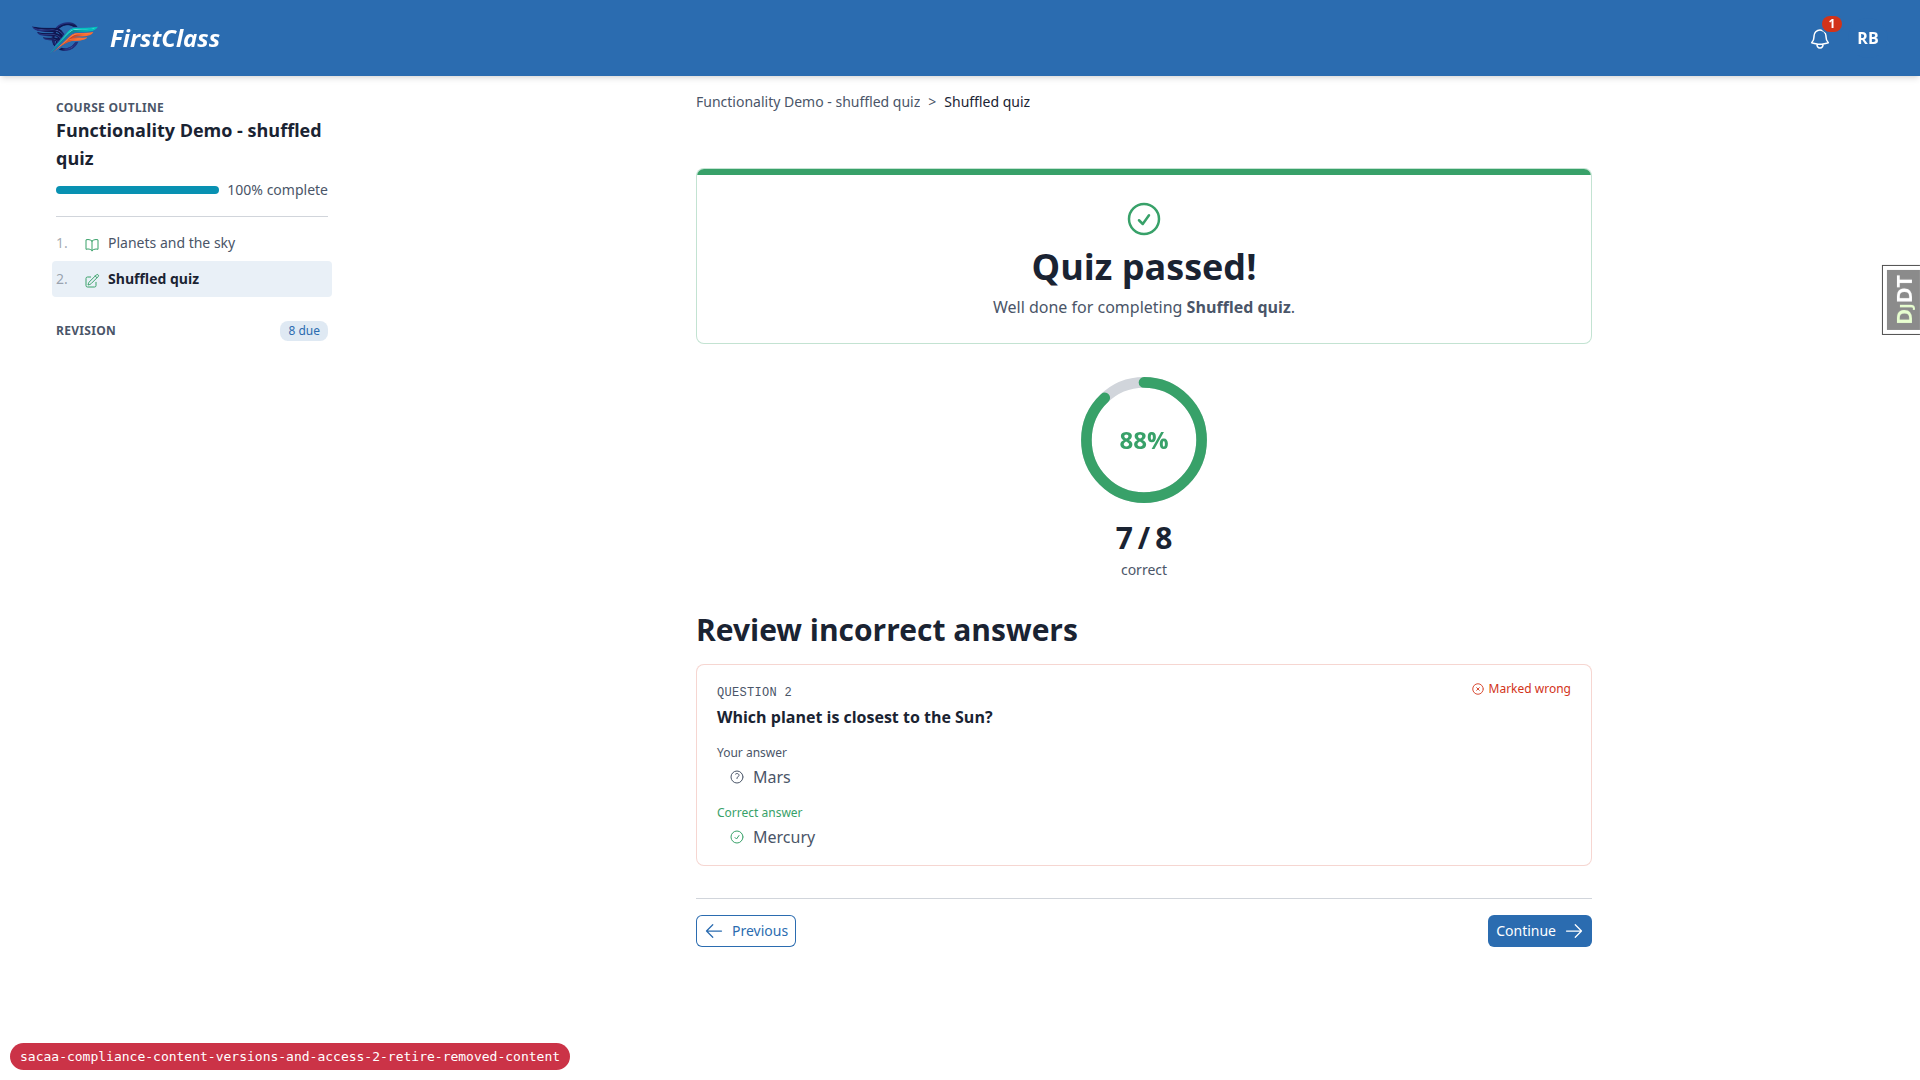 FirstClass
1
RB
COURSE OUTLINE
Functionality Demo - shuffled
quiz
100% complete
1. Planets and the sky
2. Shuffled quiz
REVISION
8 due
Functionality Demo - shuffled quiz > Shuffled quiz
Quiz passed!
Well done for completing Shuffled quiz.
88%
7 / 8
correct
Review incorrect answers
QUESTION 2
Marked wrong
Which planet is closest to the Sun?
Your answer
Mars
Correct answer
Mercury
Previous
Continue
DjDT
sacaa-compliance-content-versions-and-access-2-retire-removed-content